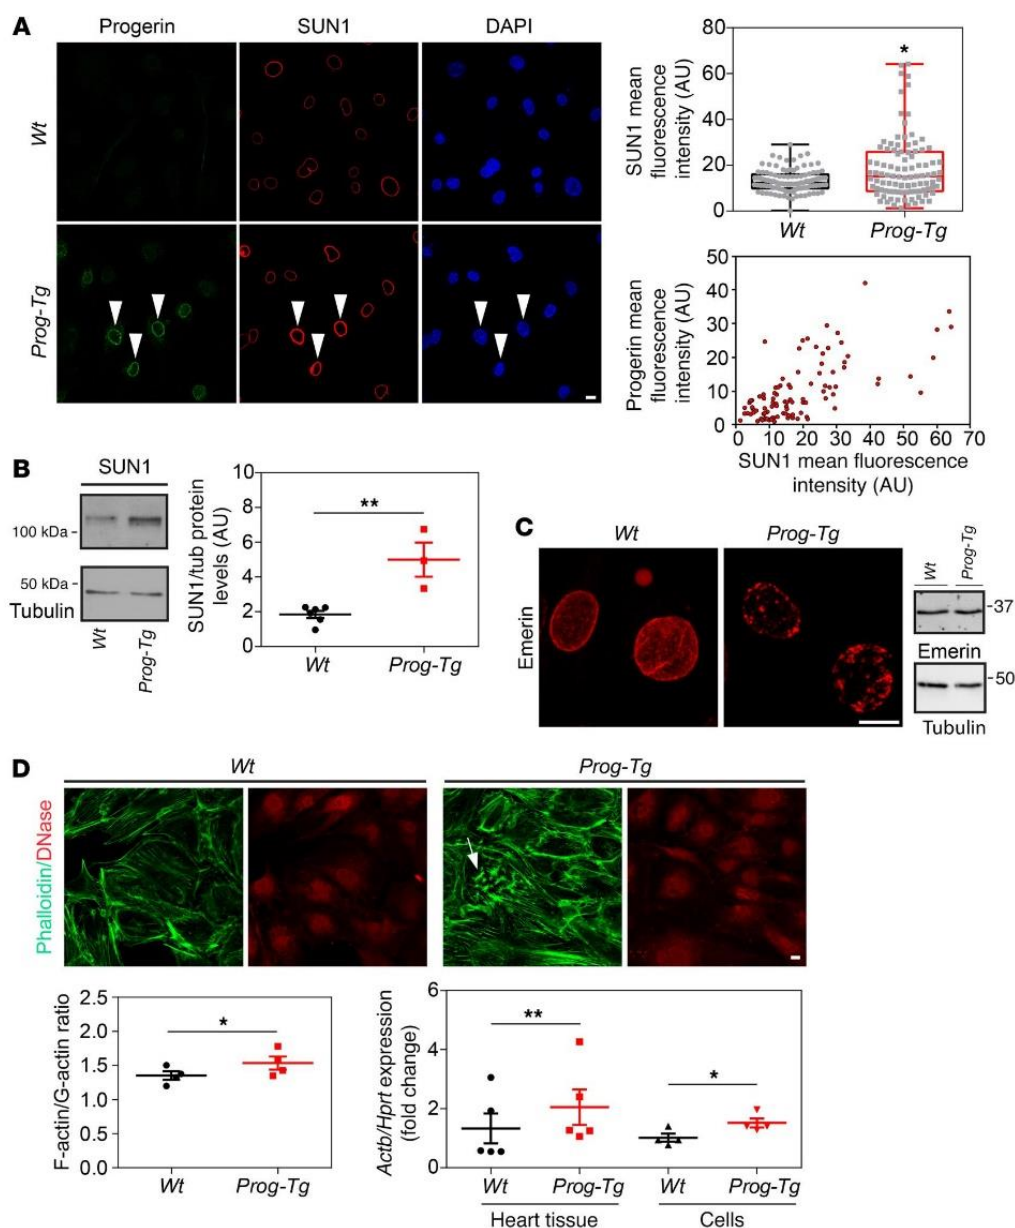 A
Progerin SUN1 DAPI
Wt
Prog-Tg
SUN1 mean
fluorescence
intensity (AU)
80
60
40
20
0
*
Wt Prog-Tg
Progerin mean
fluorescence
intensity (AU)
50
40
30
20
10
0
0 10 20 30 40 50 60 70
SUN1 mean fluorescence
intensity (AU)
B
SUN1
100 kDa -
50 kDa -
Tubulin
Wt Prog-Tg
SUN1/tub protein
levels (AU)
10
8
6
4
2
0
**
Wt Prog-Tg
C
Wt Prog-Tg
Emerin
Wt Prog-Tg
-37
Emerin
-50
Tubulin
D
Wt Prog-Tg
Phalloidin/DNase
F-actin/G-actin ratio
2.5
2.0
1.5
1.0
0.5
0.0
*
Wt Prog-Tg
Actb/Hprt expression
(fold change)
6
4
2
0
** *
Wt Prog-Tg Wt Prog-Tg
Heart tissue Cells